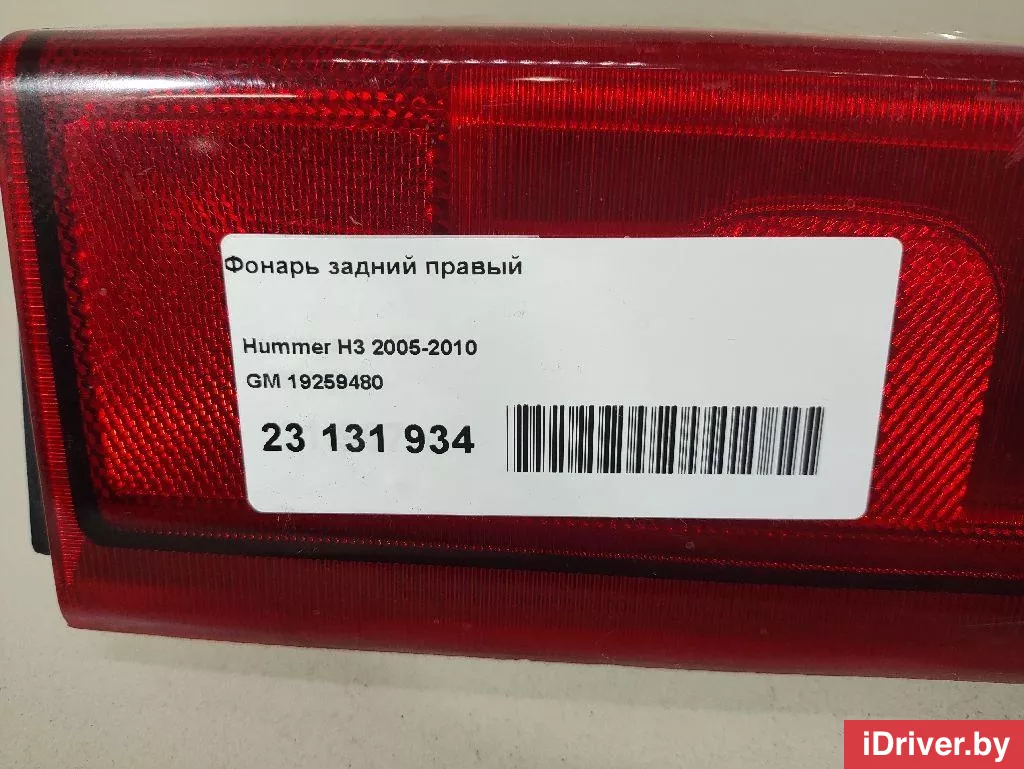 Фонарь задний правый
Hummer H3 2005-2010
GM 19259480
23 131 934
iDriver.by